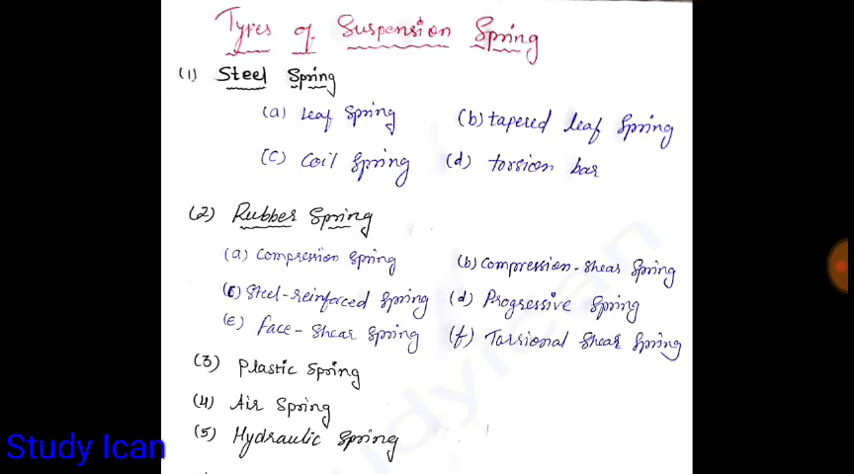 Types of Suspension Spring
(1) Steel Spring
(a) Leaf Spring (b) tapered leaf Spring
(c) Coil Spring (d) torsion bar
(2) Rubber Spring
(a) Compression Spring (b) Compression-Shear Spring
(c) Steel-reinforced Spring (d) Progressive Spring
(e) Face-Shear Spring (f) Torsional Shear Spring
(3) Plastic Spring
(4) Air Spring
(5) Hydraulic Spring
Study Ican